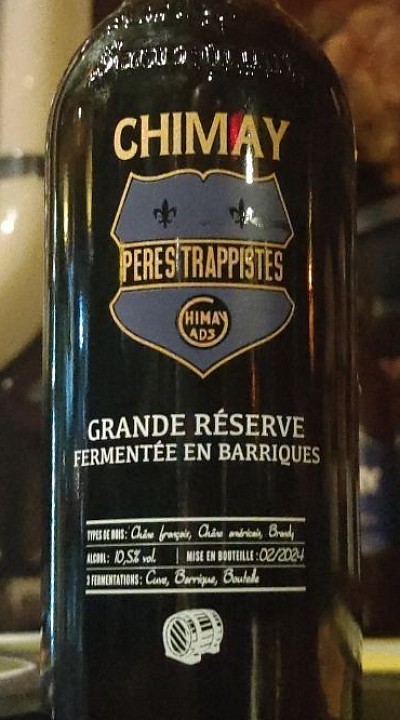 CHIMAY
PERES TRAPPISTES
CHIMAY
ADS
GRANDE RÉSERVE
FERMENTÉE EN BARRIQUES
TYPES DE BOIS: Chêne français, Chêne américain, Brandy
ALCOOL: 10,5% vol. | MISE EN BOUTEILLE: 02/2024
3 FERMENTATIONS: Cuve, Barrique, Bouteille